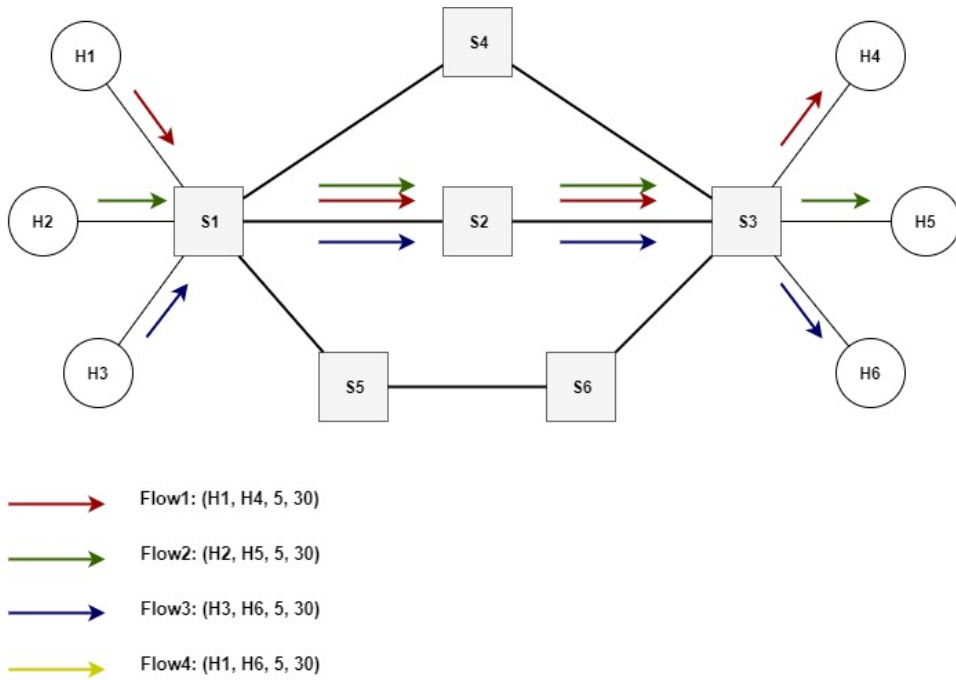 S4
H1
H4
H2
S1
S2
S3
H5
H3
S5
S6
H6
Flow1: (H1, H4, 5, 30)
Flow2: (H2, H5, 5, 30)
Flow3: (H3, H6, 5, 30)
Flow4: (H1, H6, 5, 30)